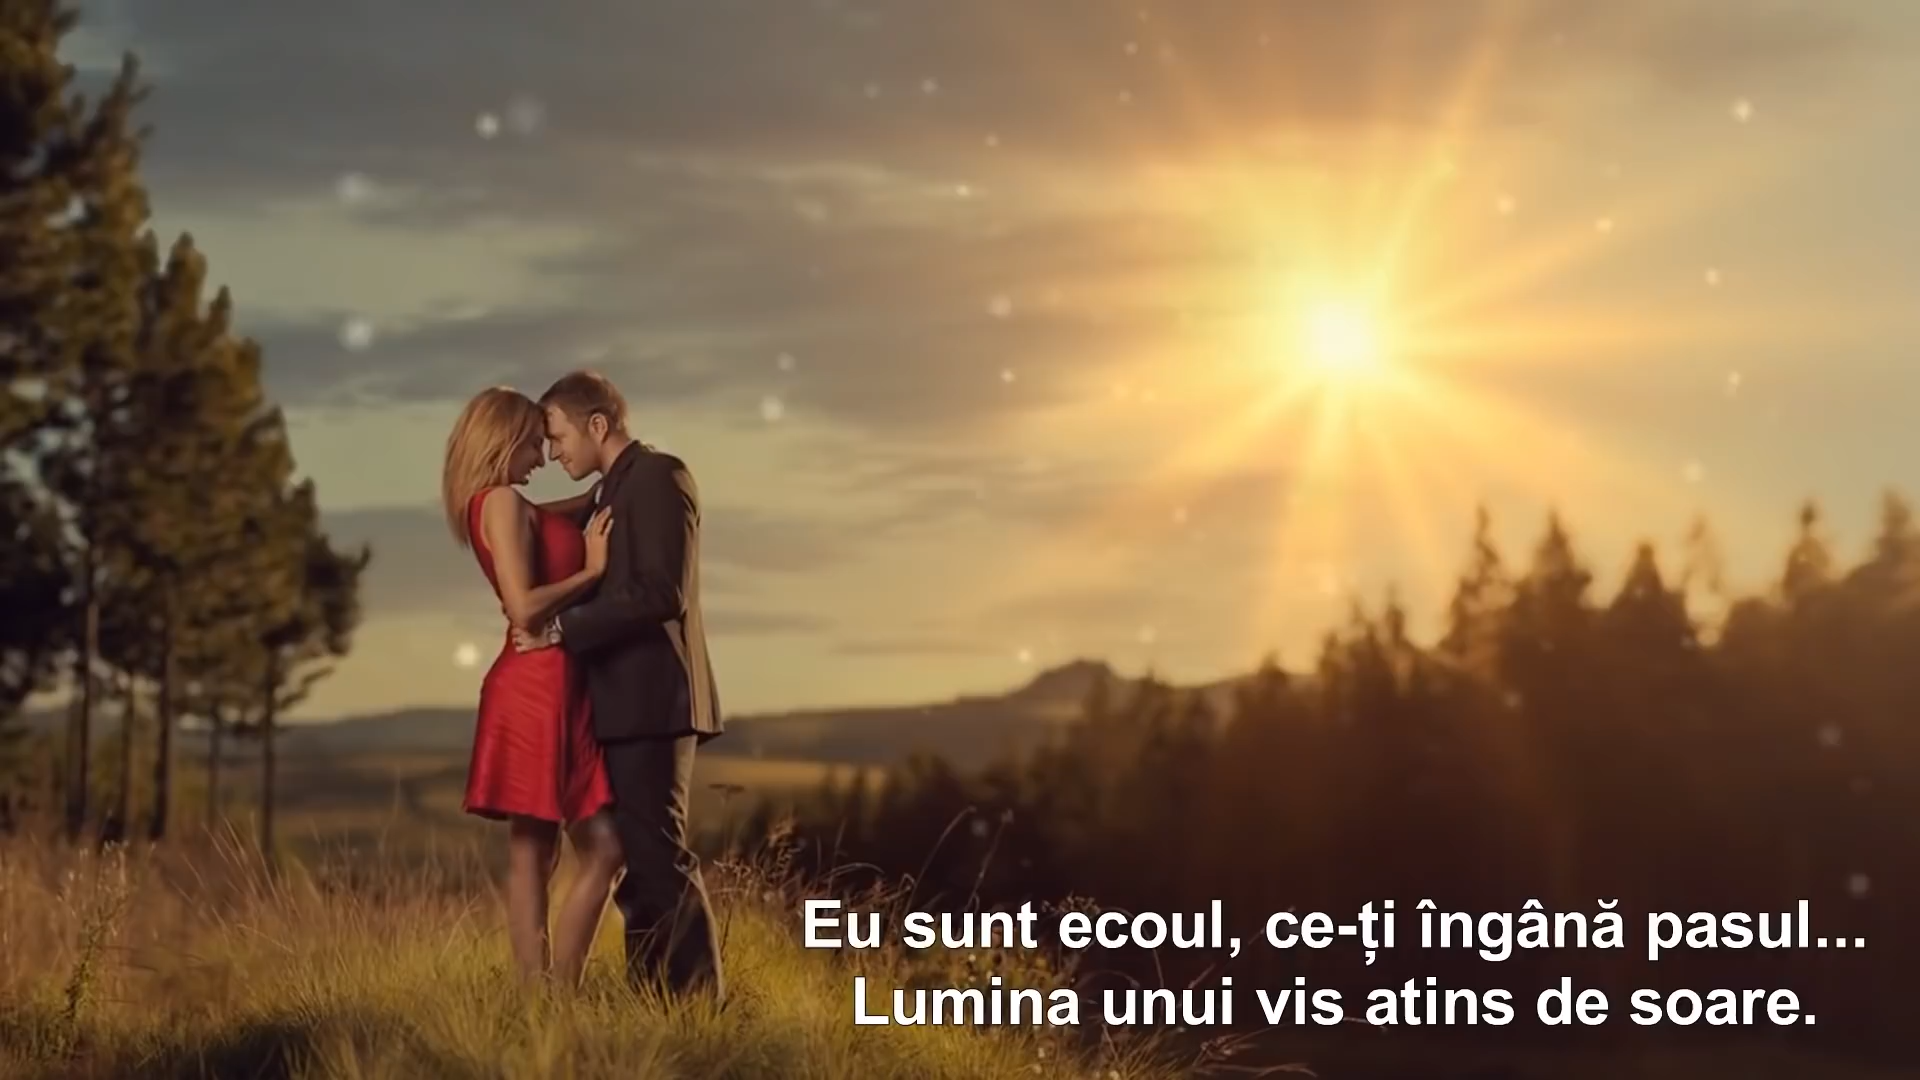 Eu sunt ecoul, ce-ți îngână pasul...
Lumina unui vis atins de soare.